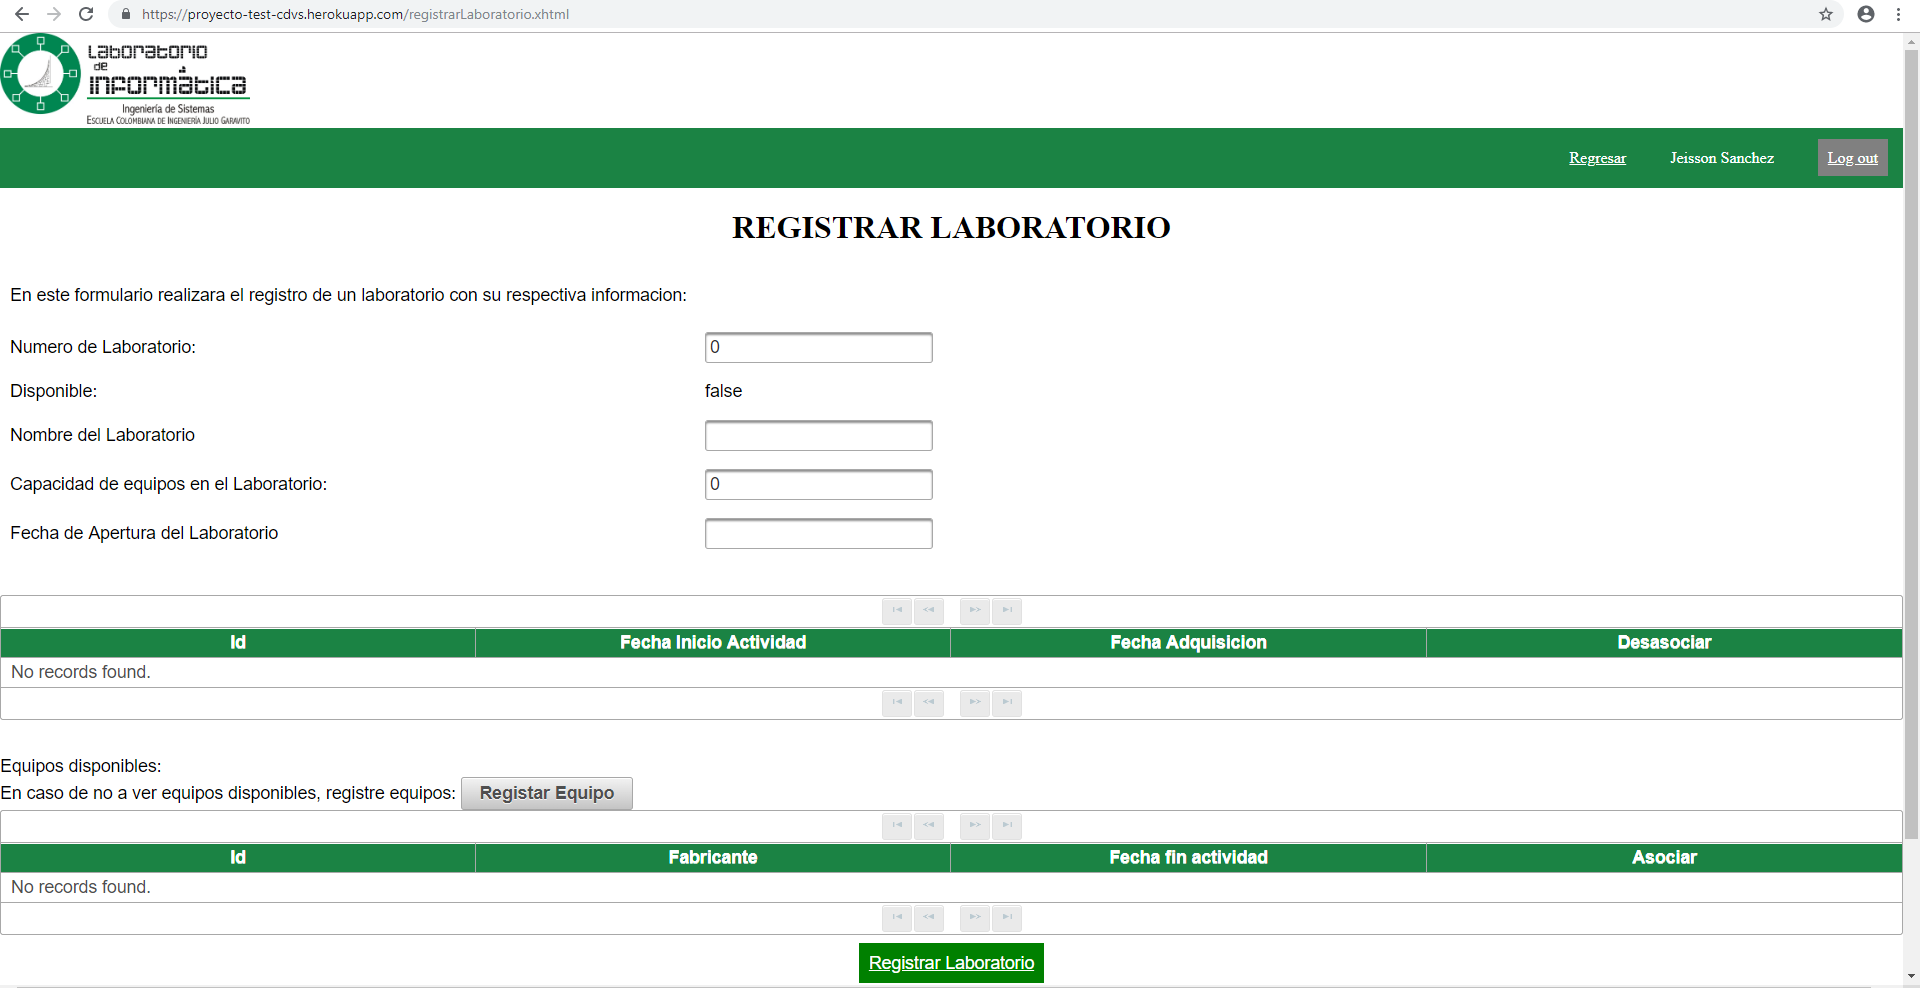 https://proyecto-test-cdvs.herokuapp.com/registrarLaboratorio.xhtml
Laboratorio
de
informática
Ingeniería de Sistemas
Escuela Colombiana de Ingeniería Julio Garavito
Regresar Jeisson Sanchez Log out
REGISTRAR LABORATORIO
En este formulario realizara el registro de un laboratorio con su respectiva informacion:
Numero de Laboratorio: 0
Disponible: false
Nombre del Laboratorio
Capacidad de equipos en el Laboratorio: 0
Fecha de Apertura del Laboratorio
Id Fecha Inicio Actividad Fecha Adquisicion Desasociar
No records found.
Equipos disponibles:
En caso de no a ver equipos disponibles, registre equipos: Registar Equipo
Id Fabricante Fecha fin actividad Asociar
No records found.
Registrar Laboratorio